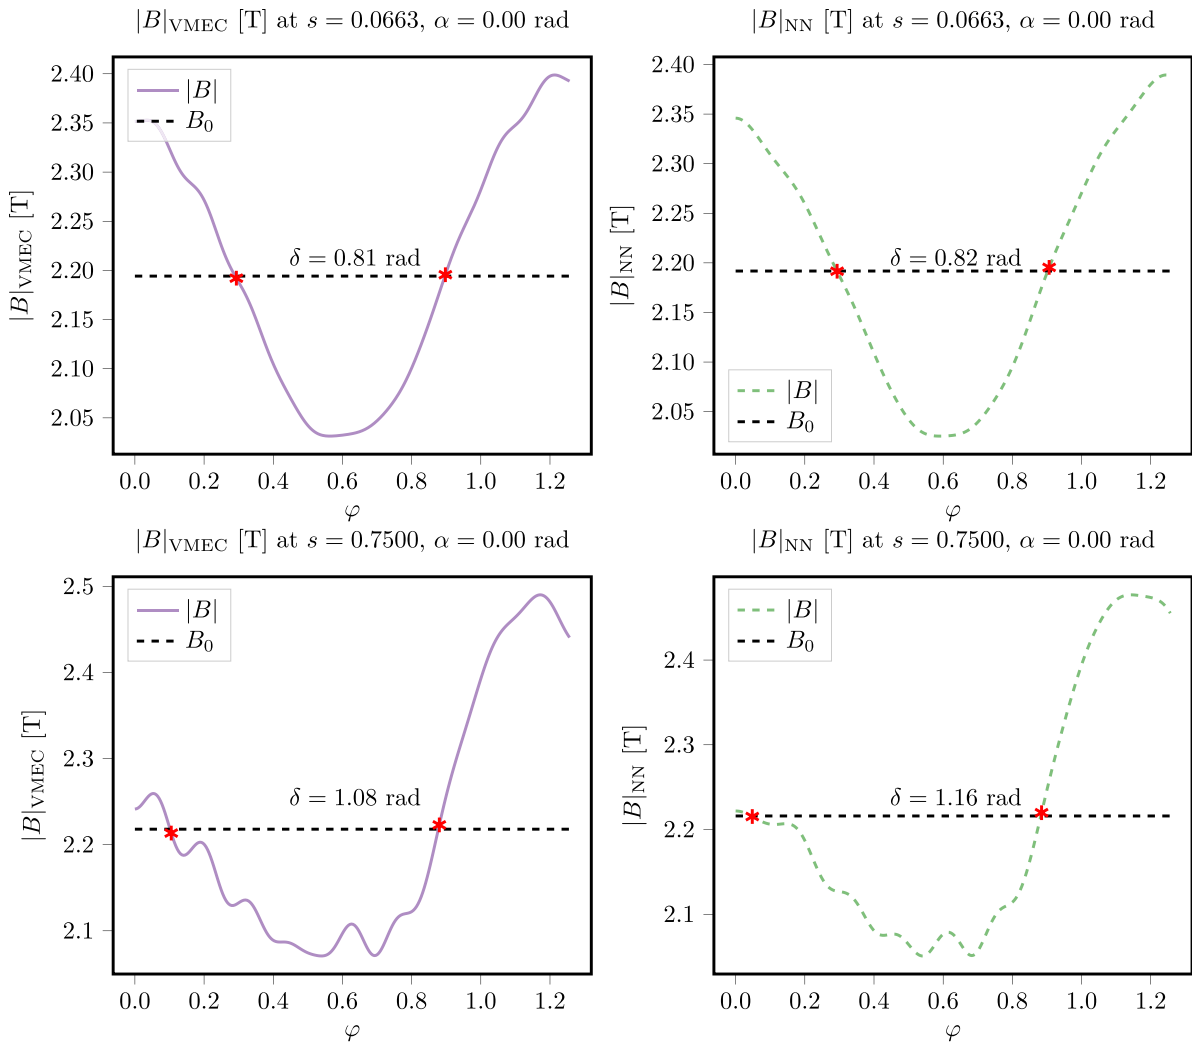 |B|VMEC [T] at s = 0.0663, α = 0.00 rad
|B|VMEC [T]
2.40
2.35
2.30
2.25
2.20
2.15
2.10
2.05
|B|
B0
δ = 0.81 rad
0.0 0.2 0.4 0.6 0.8 1.0 1.2
φ
|B|NN [T] at s = 0.0663, α = 0.00 rad
|B|NN [T]
2.40
2.35
2.30
2.25
2.20
2.15
2.10
2.05
δ = 0.82 rad
|B|
B0
0.0 0.2 0.4 0.6 0.8 1.0 1.2
φ
|B|VMEC [T] at s = 0.7500, α = 0.00 rad
|B|VMEC [T]
2.5
2.4
2.3
2.2
2.1
|B|
B0
δ = 1.08 rad
0.0 0.2 0.4 0.6 0.8 1.0 1.2
φ
|B|NN [T] at s = 0.7500, α = 0.00 rad
|B|NN [T]
2.4
2.3
2.2
2.1
|B|
B0
δ = 1.16 rad
0.0 0.2 0.4 0.6 0.8 1.0 1.2
φ